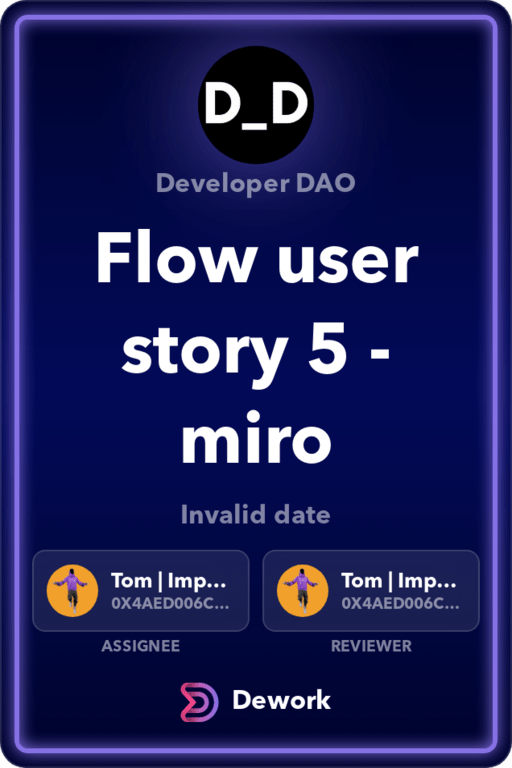 D_D
Developer DAO
Flow user
story 5 -
miro
Invalid date
Tom | Imp...
0X4AED006C...
Tom | Imp...
0X4AED006C...
ASSIGNEE
REVIEWER
Dework